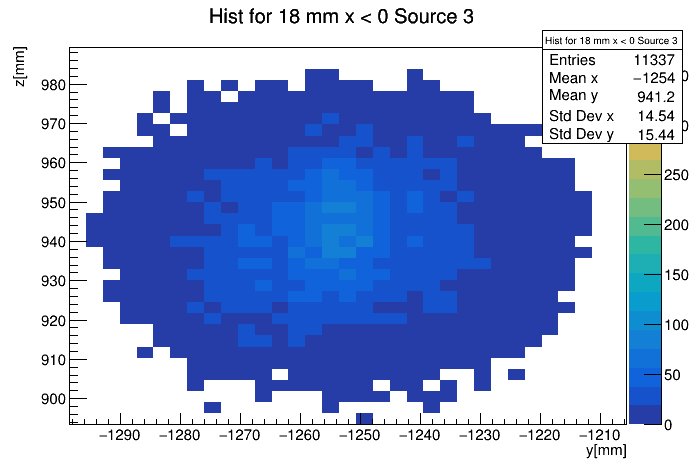 Hist for 18 mm x < 0 Source 3
z[mm]
Hist for 18 mm x < 0 Source 3
Entries 11337
Mean x −1254
Mean y 941.2
Std Dev x 14.54
Std Dev y 15.44
980
970
960
950
940
930
920
910
900
250
200
150
100
50
0
−1290 −1280 −1270 −1260 −1250 −1240 −1230 −1220 −1210
y[mm]